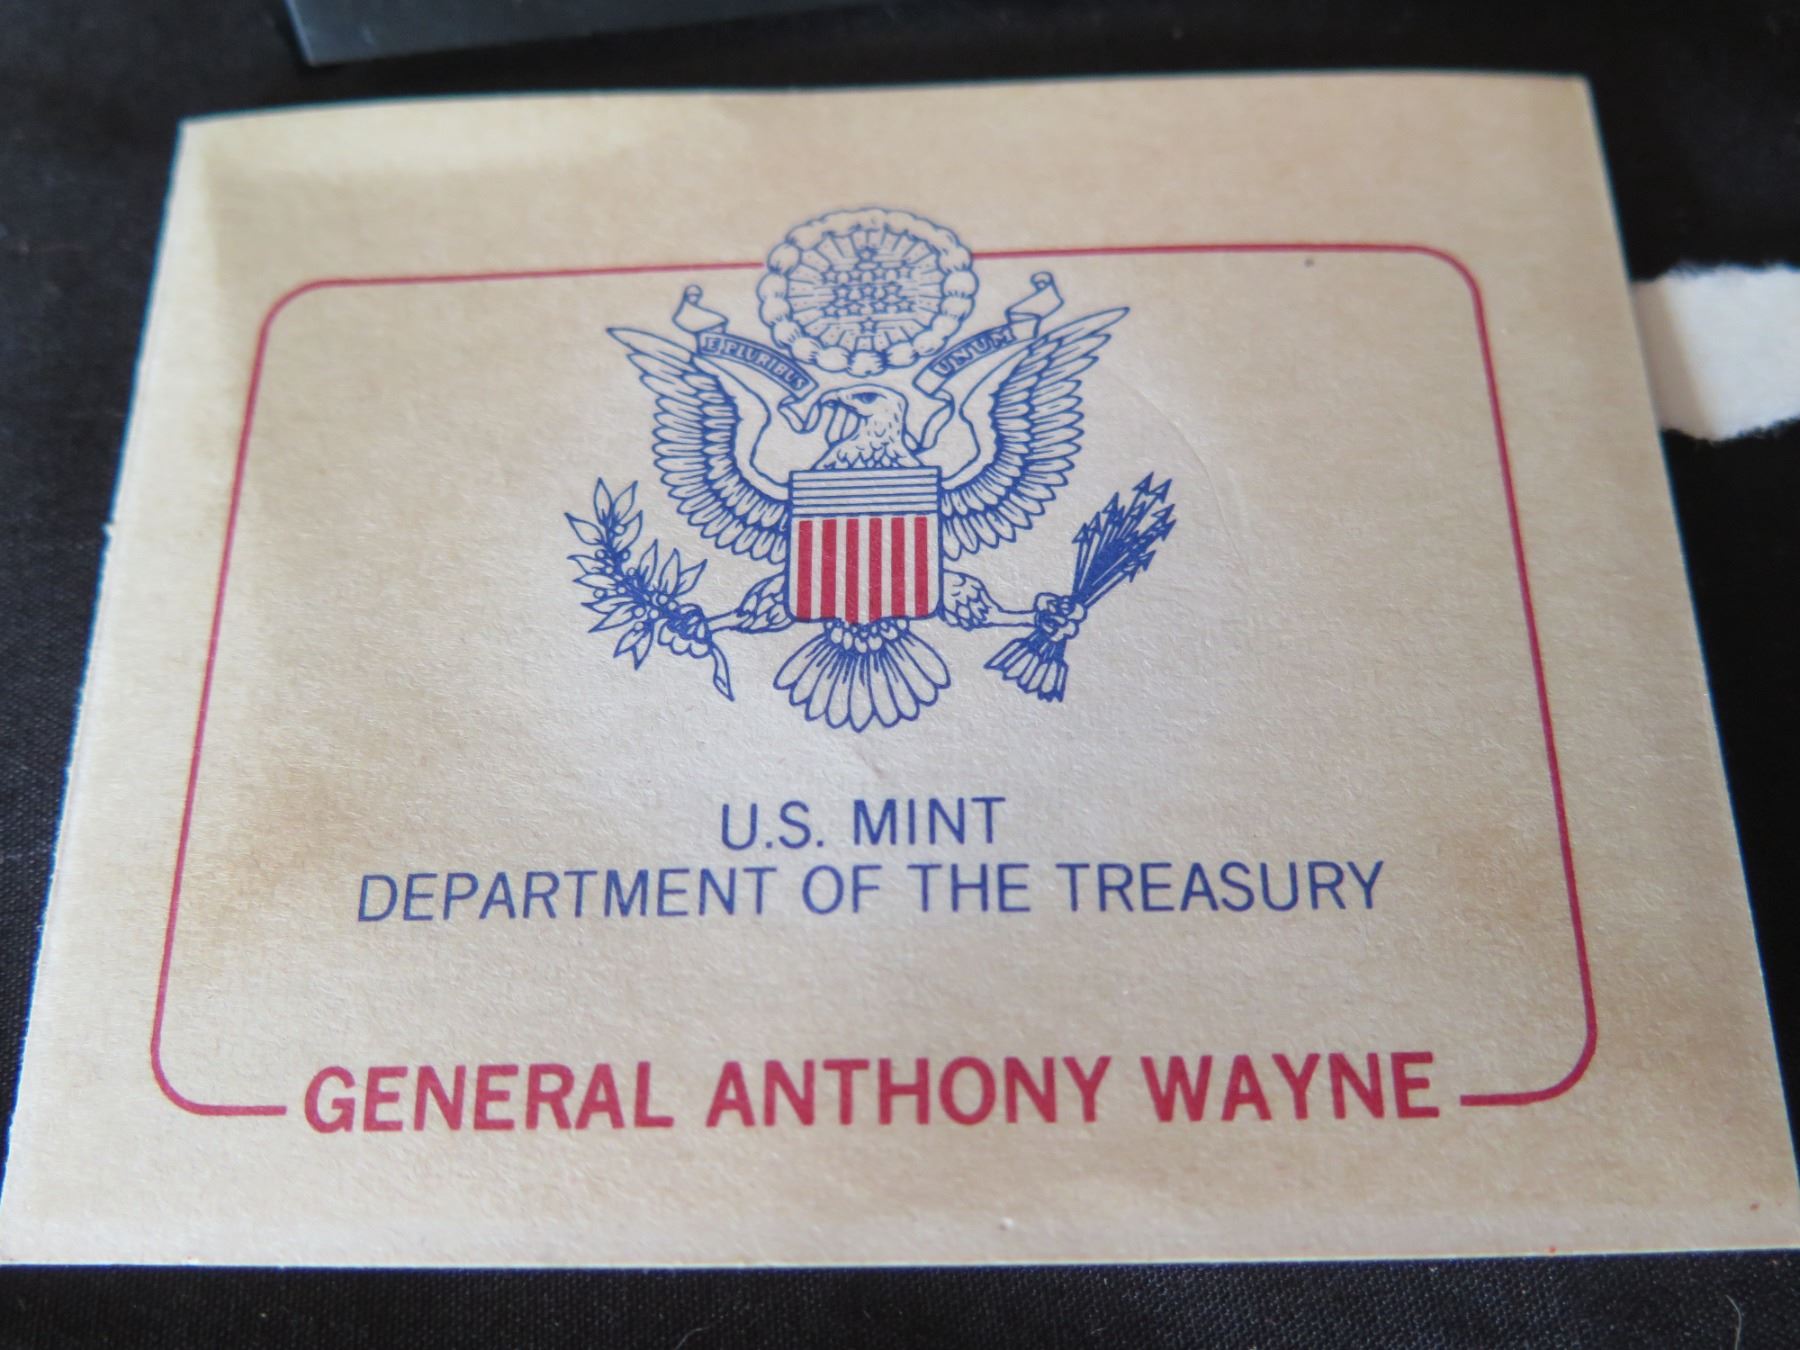 E PLURIBUS UNUM
U.S. MINT
DEPARTMENT OF THE TREASURY
GENERAL ANTHONY WAYNE